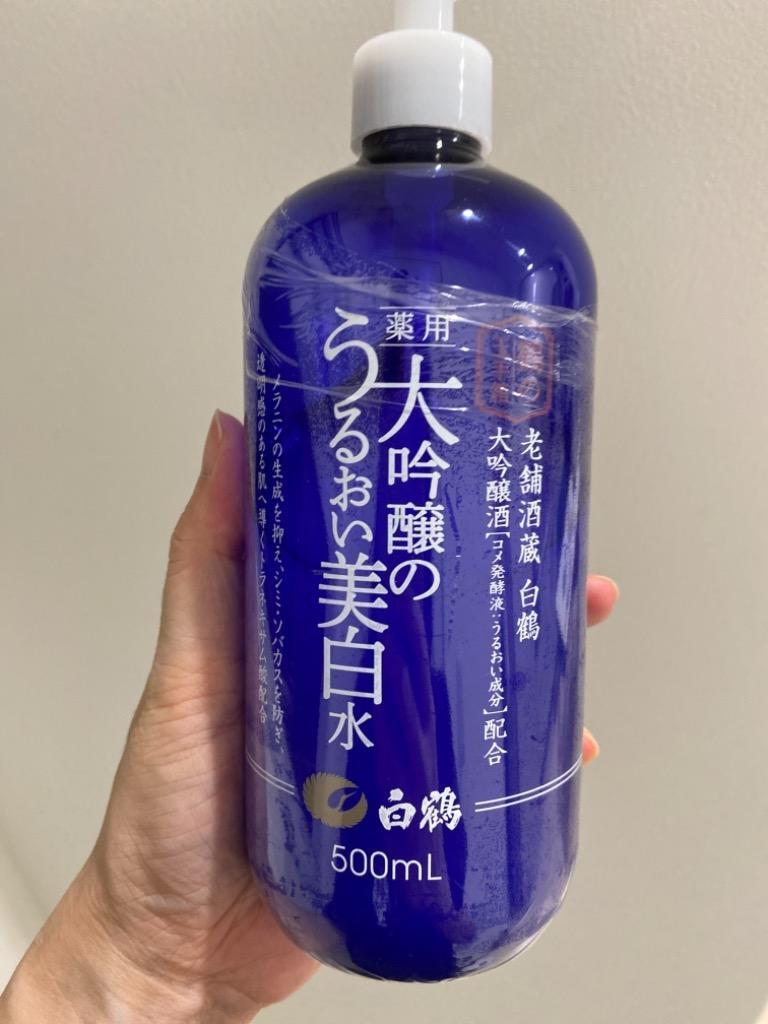 薬用
大吟醸の
うるおい美白水
老舗酒蔵 白鶴
大吟醸酒[コメ発酵液:うるおい成分]配合
メラニンの生成を抑え、シミ・ソバカスを防ぎ、
透明感のある肌へ導くトラネキサム酸配合
白鶴
500mL